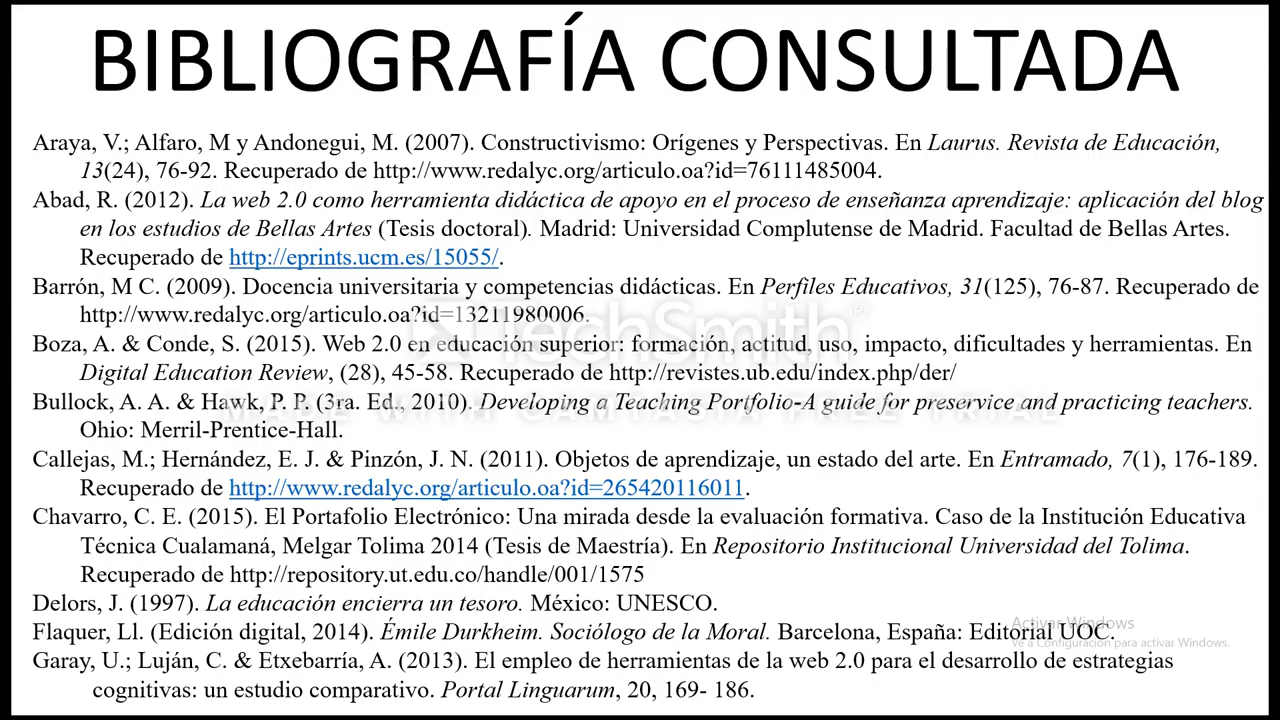 BIBLIOGRAFÍA CONSULTADA
Araya, V.; Alfaro, M y Andonegui, M. (2007). Constructivismo: Orígenes y Perspectivas. En Laurus. Revista de Educación,
13(24), 76-92. Recuperado de http://www.redalyc.org/articulo.oa?id=76111485004.
Abad, R. (2012). La web 2.0 como herramienta didáctica de apoyo en el proceso de enseñanza aprendizaje: aplicación del blog
en los estudios de Bellas Artes (Tesis doctoral). Madrid: Universidad Complutense de Madrid. Facultad de Bellas Artes.
Recuperado de http://eprints.ucm.es/15055/.
Barrón, M C. (2009). Docencia universitaria y competencias didácticas. En Perfiles Educativos, 31(125), 76-87. Recuperado de
http://www.redalyc.org/articulo.oa?id=13211980006.
TechSmith®
Boza, A. & Conde, S. (2015). Web 2.0 en educación superior: formación, actitud, uso, impacto, dificultades y herramientas. En
Digital Education Review, (28), 45-58. Recuperado de http://revistes.ub.edu/index.php/der/
Bullock, A. A. & Hawk, P. P. (3ra. Ed., 2010). Developing a Teaching Portfolio-A guide for preservice and practicing teachers.
MADE WITH CAMTASIA FREE TRIAL
Ohio: Merril-Prentice-Hall.
Callejas, M.; Hernández, E. J. & Pinzón, J. N. (2011). Objetos de aprendizaje, un estado del arte. En Entramado, 7(1), 176-189.
Recuperado de http://www.redalyc.org/articulo.oa?id=265420116011.
Chavarro, C. E. (2015). El Portafolio Electrónico: Una mirada desde la evaluación formativa. Caso de la Institución Educativa
Técnica Cualamaná, Melgar Tolima 2014 (Tesis de Maestría). En Repositorio Institucional Universidad del Tolima.
Recuperado de http://repository.ut.edu.co/handle/001/1575
Delors, J. (1997). La educación encierra un tesoro. México: UNESCO.
Flaquer, Ll. (Edición digital, 2014). Émile Durkheim. Sociólogo de la Moral. Barcelona, España: Editorial UOC.
Activar Windows
Ve a Configuración para activar Windows.
Garay, U.; Luján, C. & Etxebarría, A. (2013). El empleo de herramientas de la web 2.0 para el desarrollo de estrategias
cognitivas: un estudio comparativo. Portal Linguarum, 20, 169- 186.